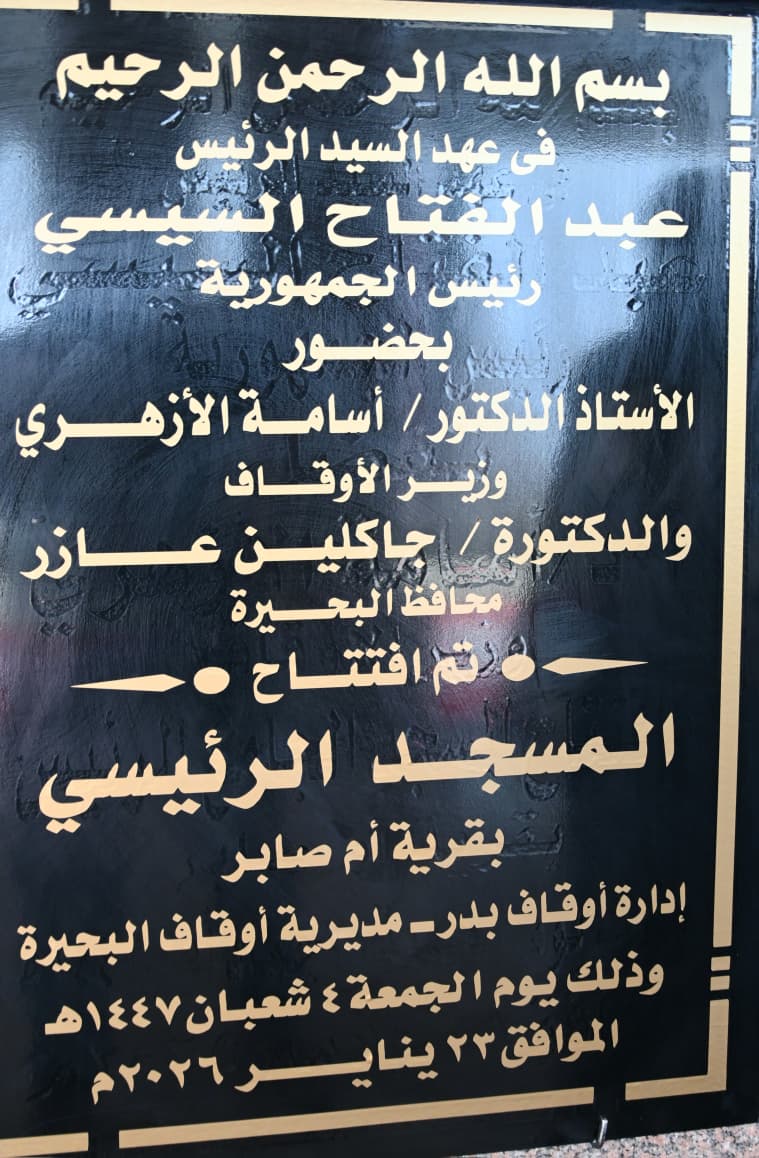 بسم الله الرحمن الرحيم
فى عهد السيد الرئيس
عبد الفتاح السيسي
رئيس الجمهورية
بحضور
الأستاذ الدكتور / أسامة الأزهري
وزير الأوقاف
والدكتورة / جاكلين عازر
محافظ البحيرة
تم افتتاح
المسجد الرئيسي
بقرية أم صابر
إدارة أوقاف بدر - مديرية أوقاف البحيرة
وذلك يوم الجمعة ٤ شعبان ١٤٤٧هـ
الموافق ٢٣ يناير ٢٠٢٦م